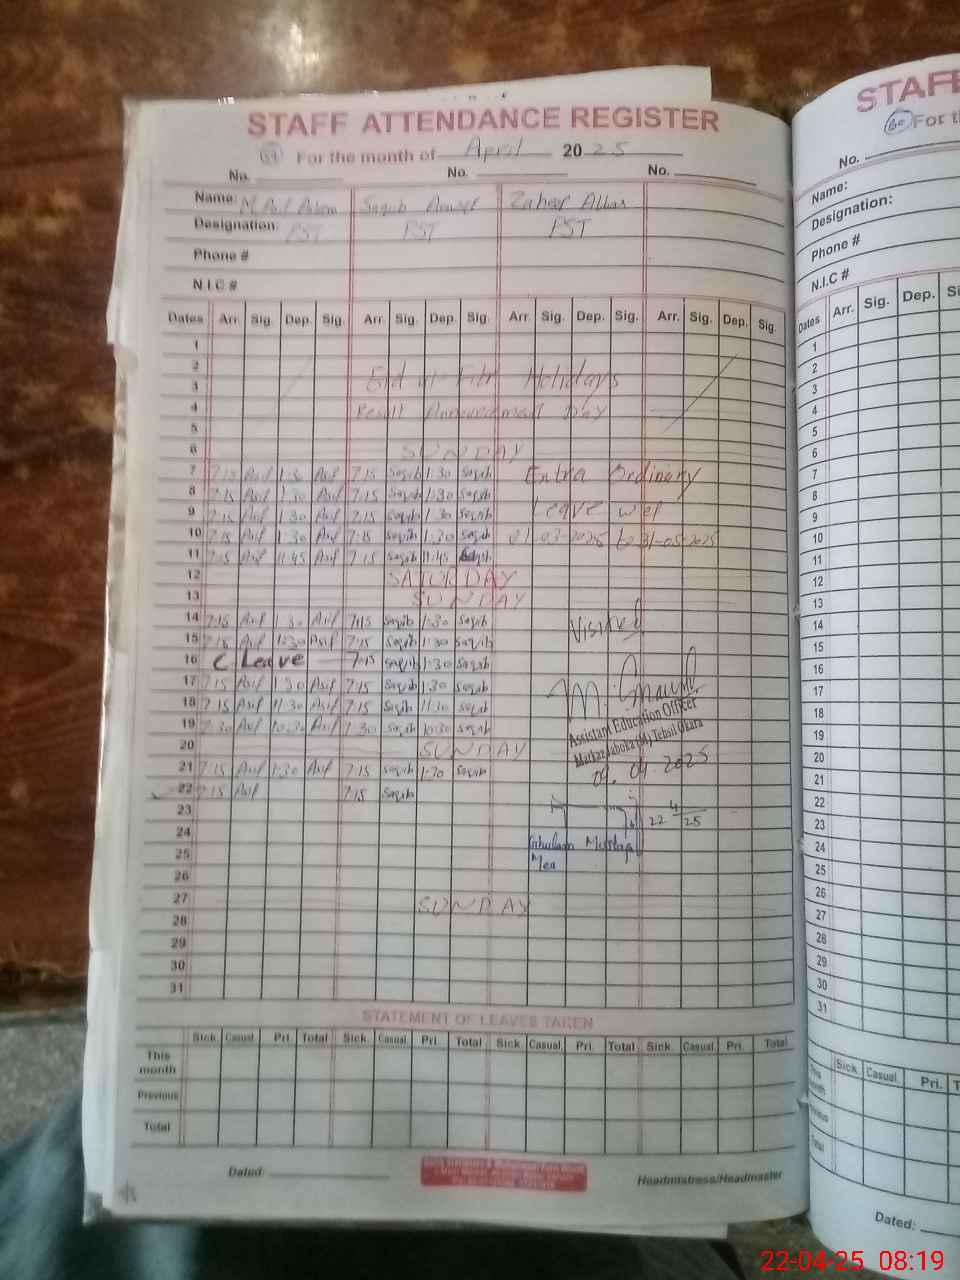 STAFF ATTENDANCE REGISTER
For the month of April 2025
No. No. No.
Name: M Asif Saqib Zaheer Abbas
Designation: PST PST PST
Phone #
N.I.C #
Dates Arr. Sig. Dep. Sig. Arr. Sig. Dep. Sig. Arr. Sig. Dep. Sig. Arr. Sig. Dep. Sig.
1
2
3 Eid ul-Fitr Holidays
4 Result Day
5
6 SUNDAY
7 7:15 Asif 1:30 Asif 7:15 Saqib 1:30 Saqib Extra Ordinery
8 7:15 Asif 1:30 Asif 7:15 Saqib 1:30 Saqib
9 7:15 Asif 1:30 Asif 7:15 Saqib 1:30 Saqib Leave wef
10 7:15 Asif 1:30 Asif 7:15 Saqib 1:30 Saqib 01-03-2025 to 31-05-2025
11 7:15 Asif 11:45 Asif 7:15 Saqib 11:45 Saqib
12 SATURDAY
13 SUNDAY
14 7:15 Asif 1:30 Asif 7:15 Saqib 1:30 Saqib Visited
15 7:15 Asif 1:30 Asif 7:15 Saqib 1:30 Saqib
16 C Leave 7:15 Saqib 1:30 Saqib
17 7:15 Asif 1:30 Asif 7:15 Saqib 1:30 Saqib
18 7:15 Asif 11:30 Asif 7:15 Saqib 11:30 Saqib
Assistant Education Officer
19 7:30 Asif 10:30 Asif 7:30 Saqib 10:30 Saqib
Markaz (M) Tehsil Okara
20 SUNDAY
09.04.2025
21 7:15 Asif 1:30 Asif 7:15 Saqib 1:30 Saqib
22 7:15 Asif 7:15 Saqib
23 22 4/25
24 Ghulam Mustafa
25 Mea
26
27 SUNDAY
28
29
30
31
STATEMENT OF LEAVES TAKEN
Sick. Casual. Pri. Total Sick. Casual. Pri. Total Sick. Casual. Pri. Total Sick. Casual. Pri. Total
This month
Previous
Total
Dated: Headmistress/Headmaster
STAFF
60 For t
No.
Name:
Designation:
Phone #
N.I.C #
Dates Arr. Sig. Dep.
1
2
3
4
5
6
7
8
9
10
11
12
13
14
15
16
17
18
19
20
21
22
23
24
25
26
27
28
29
30
31
Sick. Casual. Pri. Total
Total
Dated:
22-04-25 08:19